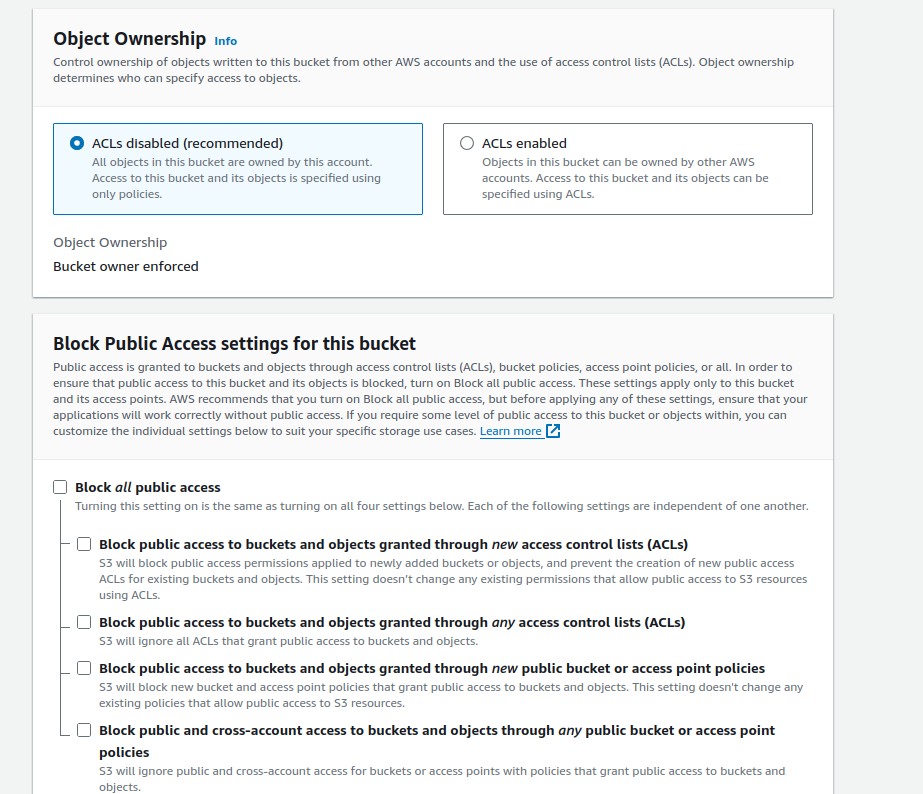 Object Ownership Info
Control ownership of objects written to this bucket from other AWS accounts and the use of access control lists (ACLs). Object ownership
determines who can specify access to objects.
ACLs disabled (recommended)
All objects in this bucket are owned by this account.
Access to this bucket and its objects is specified using
only policies.
ACLs enabled
Objects in this bucket can be owned by other AWS
accounts. Access to this bucket and its objects can be
specified using ACLs.
Object Ownership
Bucket owner enforced
Block Public Access settings for this bucket
Public access is granted to buckets and objects through access control lists (ACLs), bucket policies, access point policies, or all. In order to
ensure that public access to this bucket and its objects is blocked, turn on Block all public access. These settings apply only to this bucket
and its access points. AWS recommends that you turn on Block all public access, but before applying any of these settings, ensure that your
applications will work correctly without public access. If you require some level of public access to this bucket or objects within, you can
customize the individual settings below to suit your specific storage use cases. Learn more
Block all public access
Turning this setting on is the same as turning on all four settings below. Each of the following settings are independent of one another.
Block public access to buckets and objects granted through new access control lists (ACLs)
S3 will block public access permissions applied to newly added buckets or objects, and prevent the creation of new public access
ACLs for existing buckets and objects. This setting doesn't change any existing permissions that allow public access to S3 resources
using ACLs.
Block public access to buckets and objects granted through any access control lists (ACLs)
S3 will ignore all ACLs that grant public access to buckets and objects.
Block public access to buckets and objects granted through new public bucket or access point policies
S3 will block new bucket and access point policies that grant public access to buckets and objects. This setting doesn't change any
existing policies that allow public access to S3 resources.
Block public and cross-account access to buckets and objects through any public bucket or access point
policies
S3 will ignore public and cross-account access for buckets or access points with policies that grant public access to buckets and
objects.